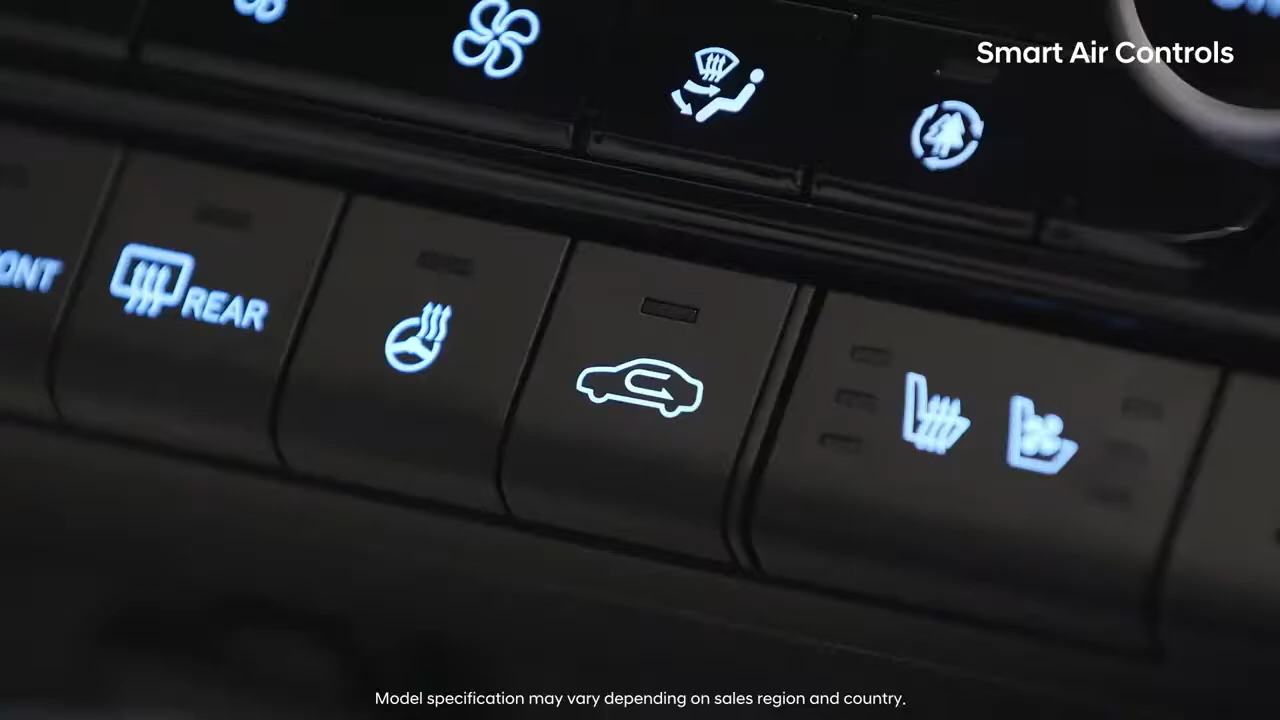 Smart Air Controls
REAR
Model specification may vary depending on sales region and country.